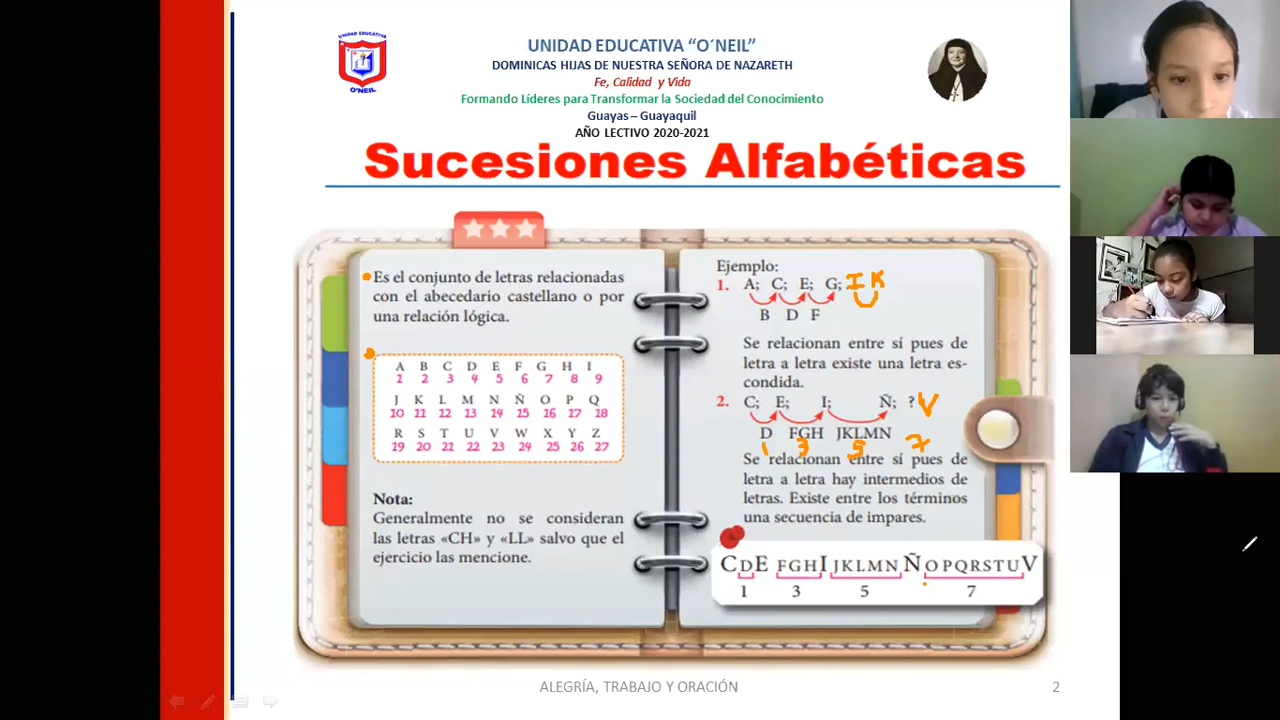 UNIDAD EDUCATIVA
O'NEIL
UNIDAD EDUCATIVA “O´NEIL”
DOMINICAS HIJAS DE NUESTRA SEÑORA DE NAZARETH
Fe, Calidad y Vida
Formando Líderes para Transformar la Sociedad del Conocimiento
Guayas – Guayaquil
AÑO LECTIVO 2020-2021
Sucesiones Alfabéticas
Es el conjunto de letras relacionadas
con el abecedario castellano o por
una relación lógica.
A B C D E F G H I
1 2 3 4 5 6 7 8 9
J K L M N Ñ O P Q
10 11 12 13 14 15 16 17 18
R S T U V W X Y Z
19 20 21 22 23 24 25 26 27
Nota:
Generalmente no se consideran
las letras «CH» y «LL» salvo que el
ejercicio las mencione.
Ejemplo:
1. A; C; E; G; I K
B D F
Se relacionan entre sí pues de
letra a letra existe una letra es-
condida.
2. C; E; I; Ñ; ? V
D FGH JKLMN
1 3 5 7
Se relacionan entre sí pues de
letra a letra hay intermedios de
letras. Existe entre los términos
una secuencia de impares.
CDE FGHI JKLMN Ñ OPQRSTUV
1 3 5 7
ALEGRÍA, TRABAJO Y ORACIÓN
2